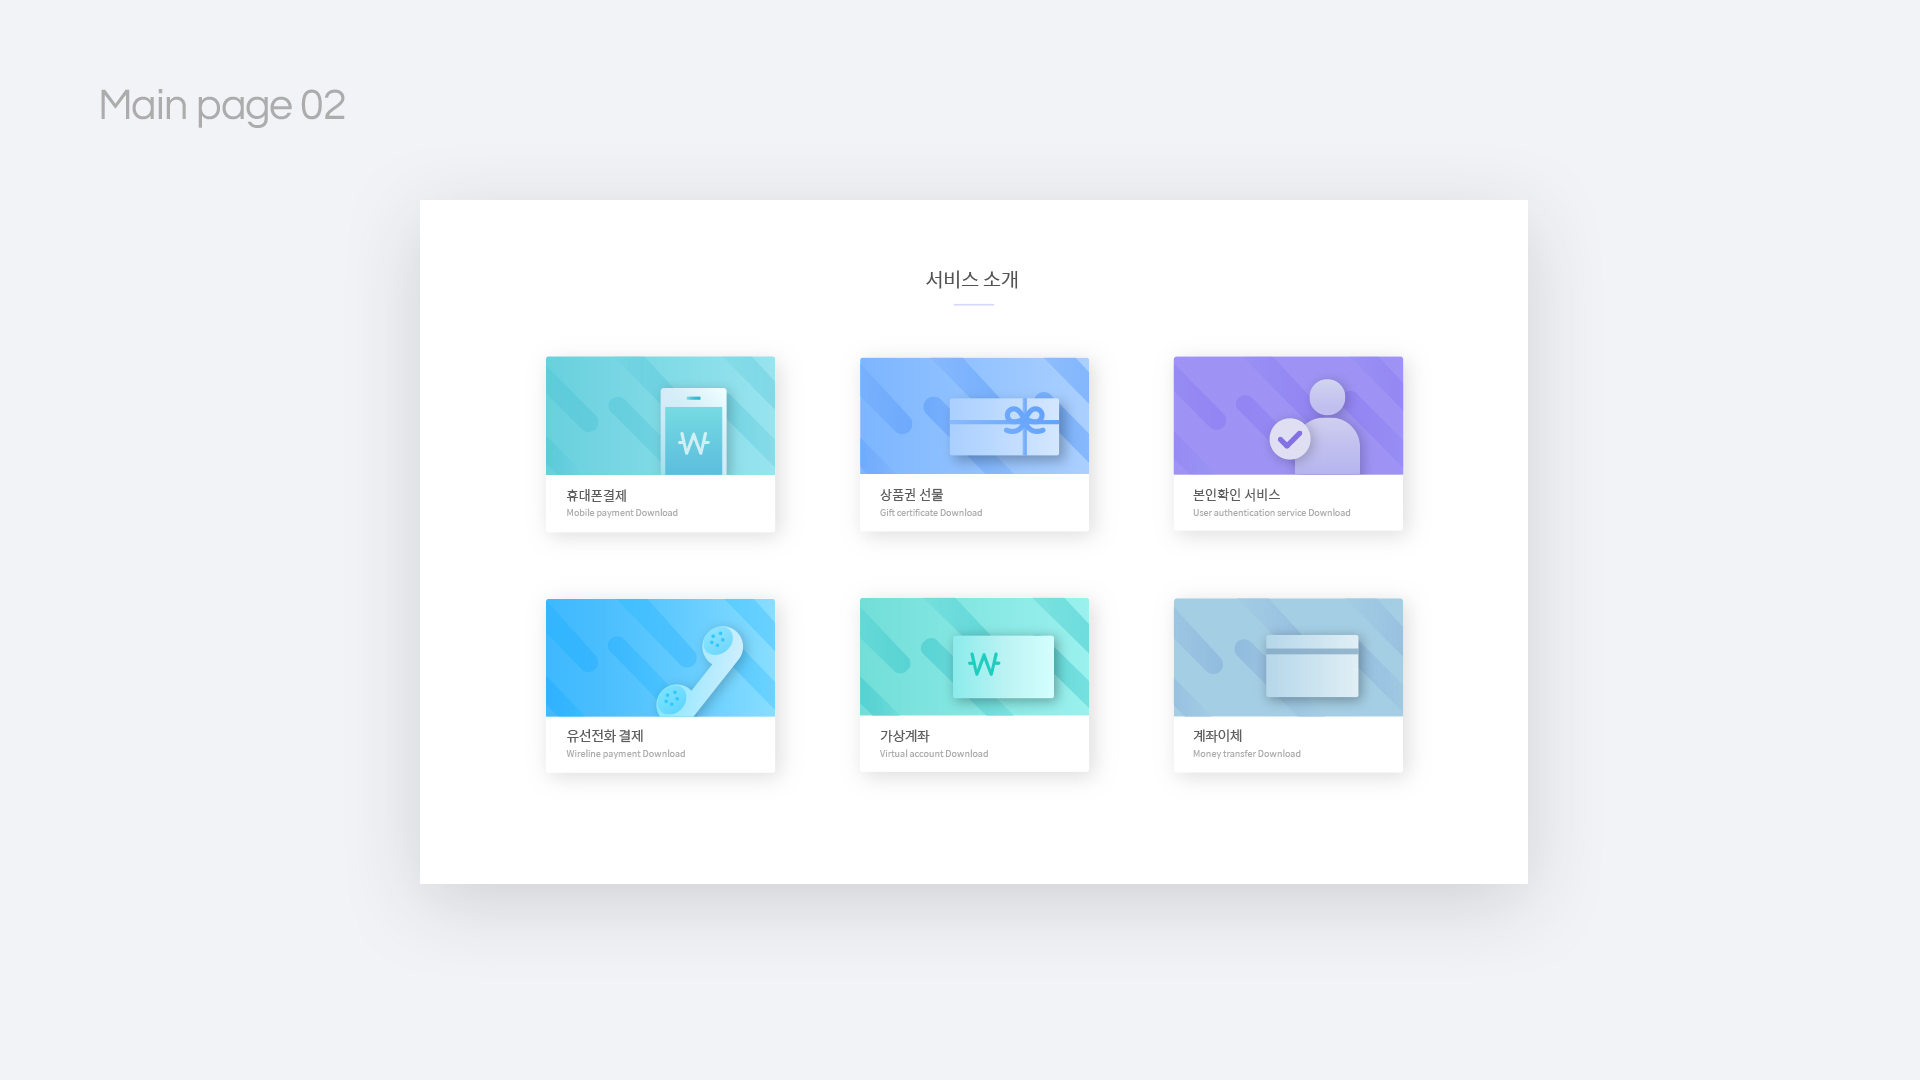 Main page 02
서비스 소개
휴대폰결제
Mobile payment Download
상품권 선물
Gift certificate Download
본인확인 서비스
User authentication service Download
유선전화 결제
Wireline payment Download
가상계좌
Virtual account Download
계좌이체
Money transfer Download